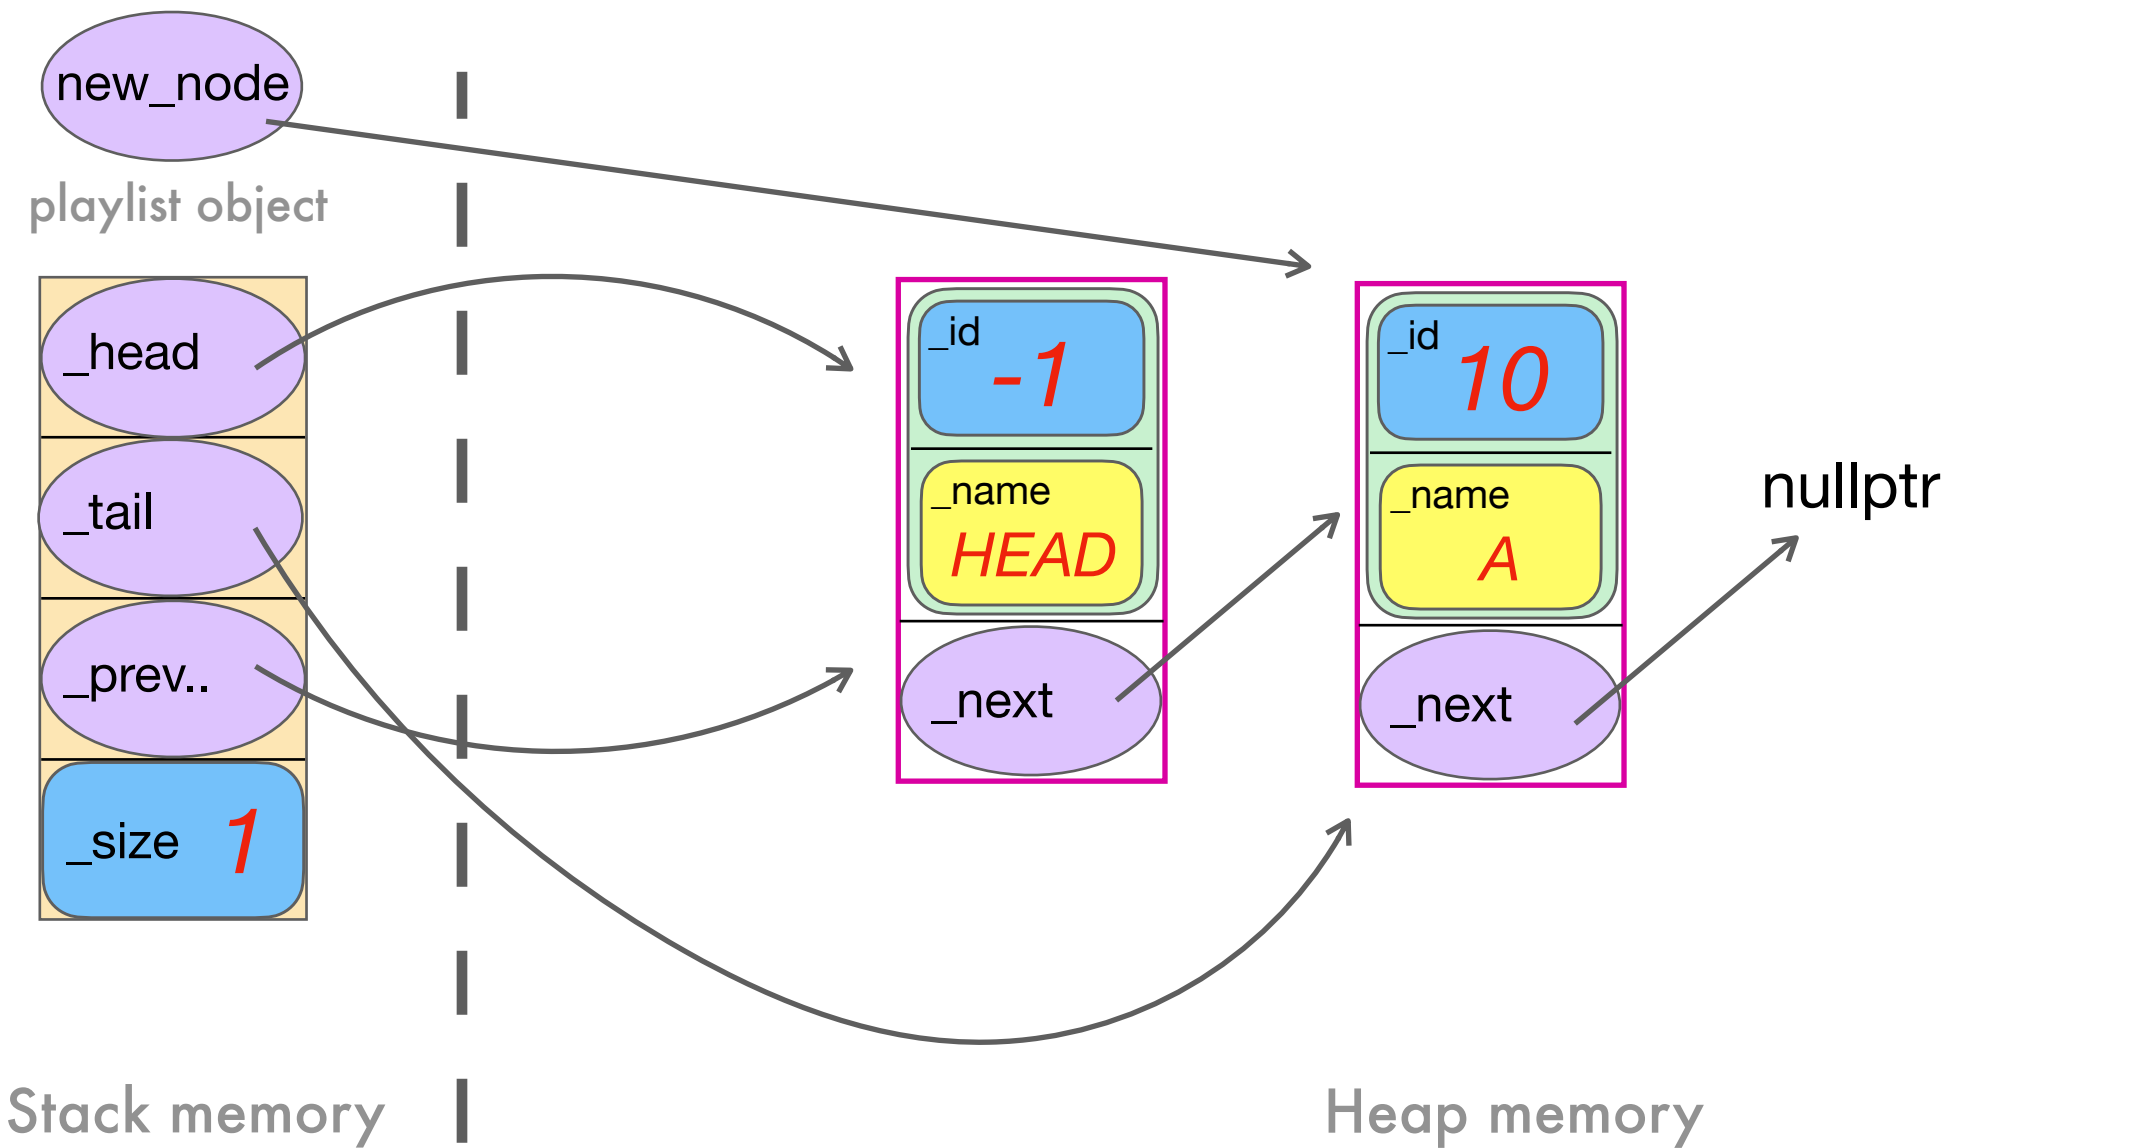 new_node
playlist object
_head
_tail
_prev..
_size 1
_id
-1
_name
HEAD
_next
_id
10
_name
A
_next
nullptr
Stack memory
Heap memory